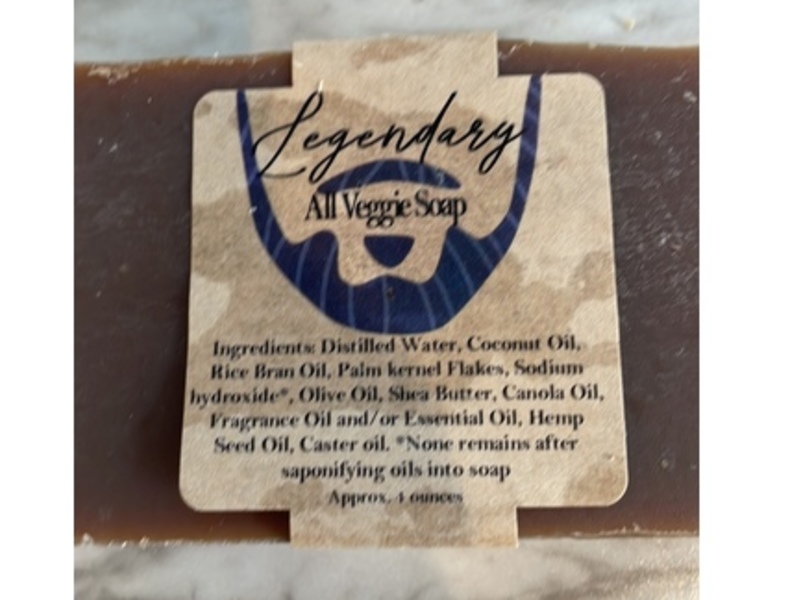 Legendary
All Veggie Soap
Ingredients: Distilled Water, Coconut Oil,
Rice Bran Oil, Palm kernel Flakes, Sodium
hydroxide*, Olive Oil, Shea Butter, Canola Oil,
Fragrance Oil and/or Essential Oil, Hemp
Seed Oil, Caster oil. *None remains after
saponifying oils into soap
Approx. 4 ounces